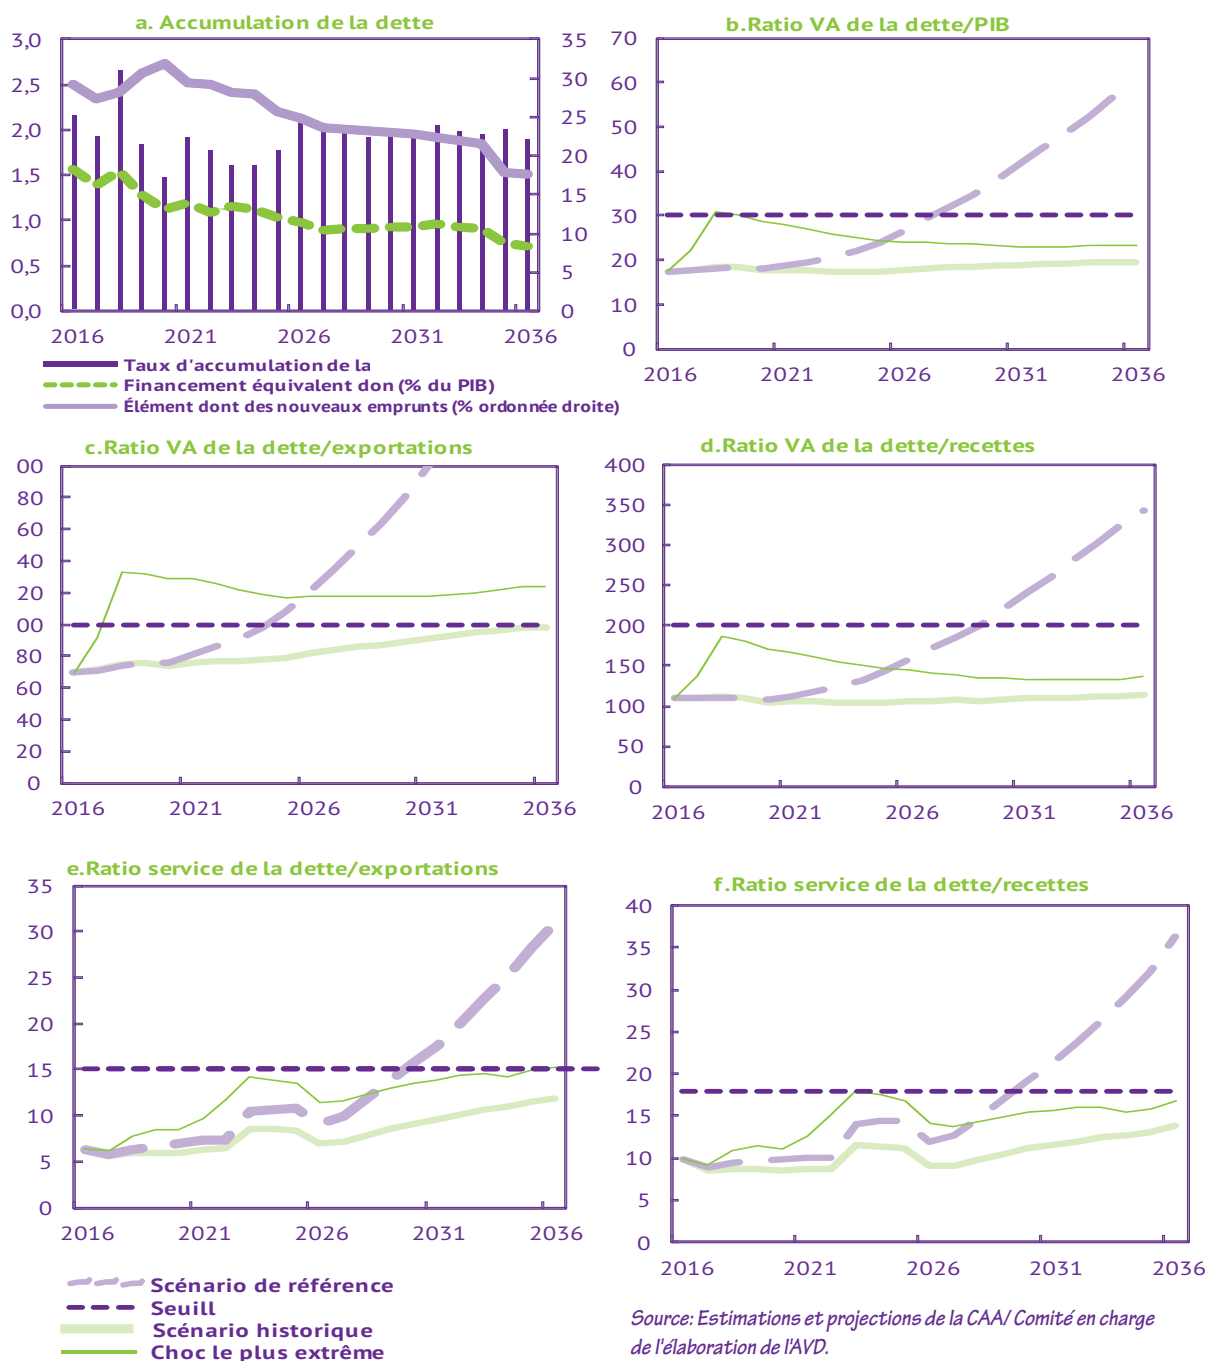 a. Accumulation de la dette
3,0
2,5
2,0
1,5
1,0
0,5
0,0
35
30
25
20
15
10
5
0
2016 2021 2026 2031 2036
Taux d'accumulation de la
Financement équivalent don (% du PIB)
Élément dont des nouveaux emprunts (% ordonnée droite)
b.Ratio VA de la dette/PIB
70
60
50
40
30
20
10
0
2016 2021 2026 2031 2036
c.Ratio VA de la dette/exportations
00
80
60
40
20
00
80
60
40
20
0
2016 2021 2026 2031 2036
d.Ratio VA de la dette/recettes
400
350
300
250
200
150
100
50
0
2016 2021 2026 2031 2036
e.Ratio service de la dette/exportations
35
30
25
20
15
10
5
0
2016 2021 2026 2031 2036
f.Ratio service de la dette/recettes
40
35
30
25
20
15
10
5
0
2016 2021 2026 2031 2036
Scénario de référence
Seuill
Scénario historique
Choc le plus extrême
Source: Estimations et projections de la CAA/ Comité en charge
de l'élaboration de l'AVD.